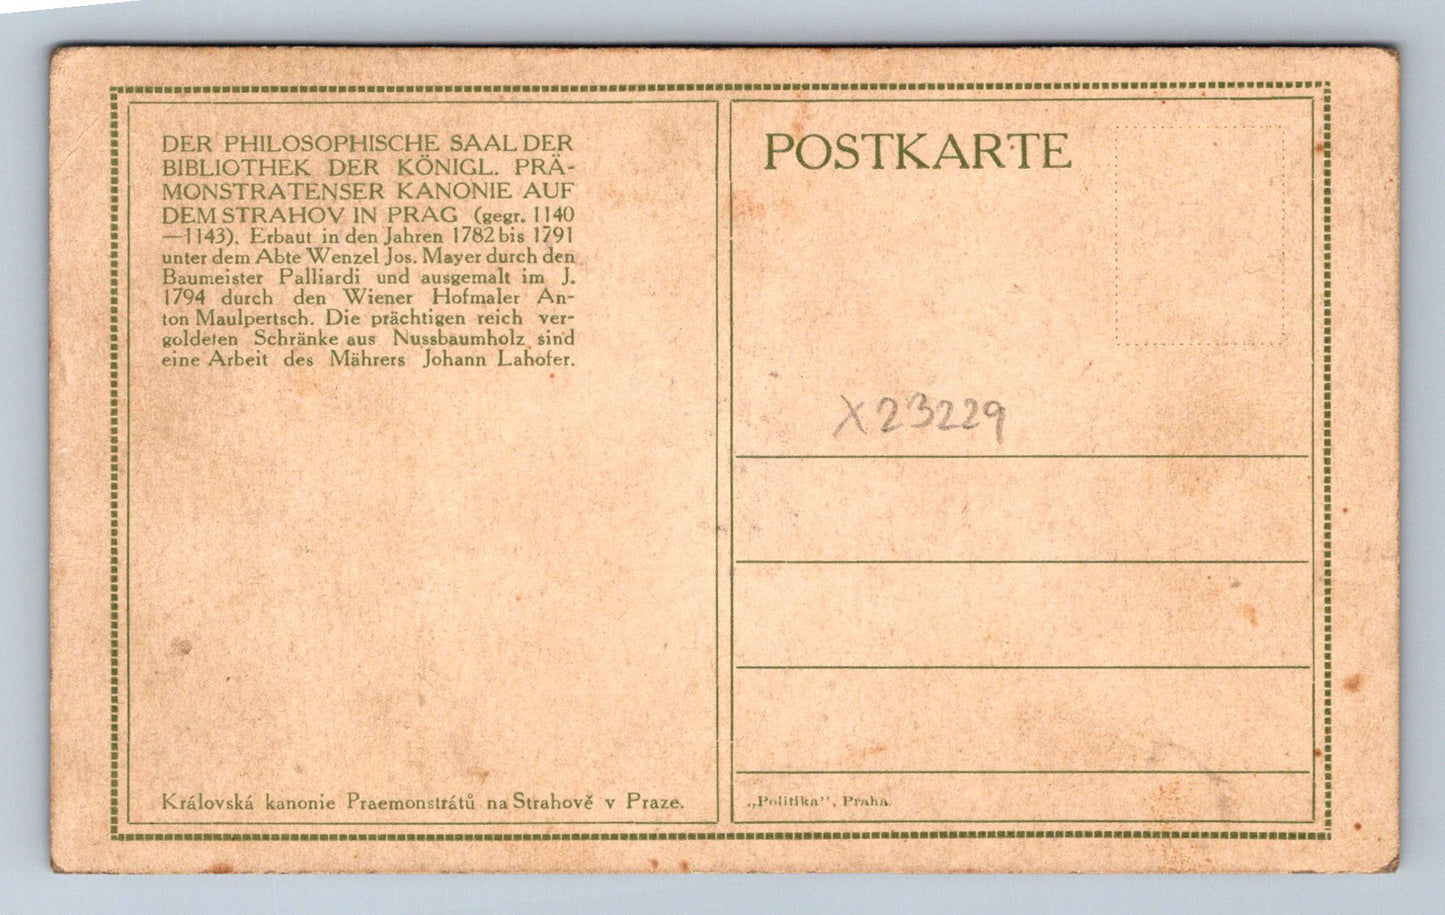 DER PHILOSOPHISCHE SAAL DER
BIBLIOTHEK DER KÖNIGL. PRÄ-
MONSTRATENSER KANONIE AUF
DEM STRAHOV IN PRAG (gegr. 1140
—1143). Erbaut in den Jahren 1782 bis 1791
unter dem Abte Wenzel Jos. Mayer durch den
Baumeister Palliardi und ausgemalt im J.
1794 durch den Wiener Hofmaler An-
ton Maulpertsch. Die prächtigen reich ver-
goldeten Schränke aus Nussbaumholz sind
eine Arbeit des Mährers Johann Lahofer.
Královská kanonie Praemonstrátů na Strahově v Praze.
POSTKARTE
X23229
„Politika”, Praha.